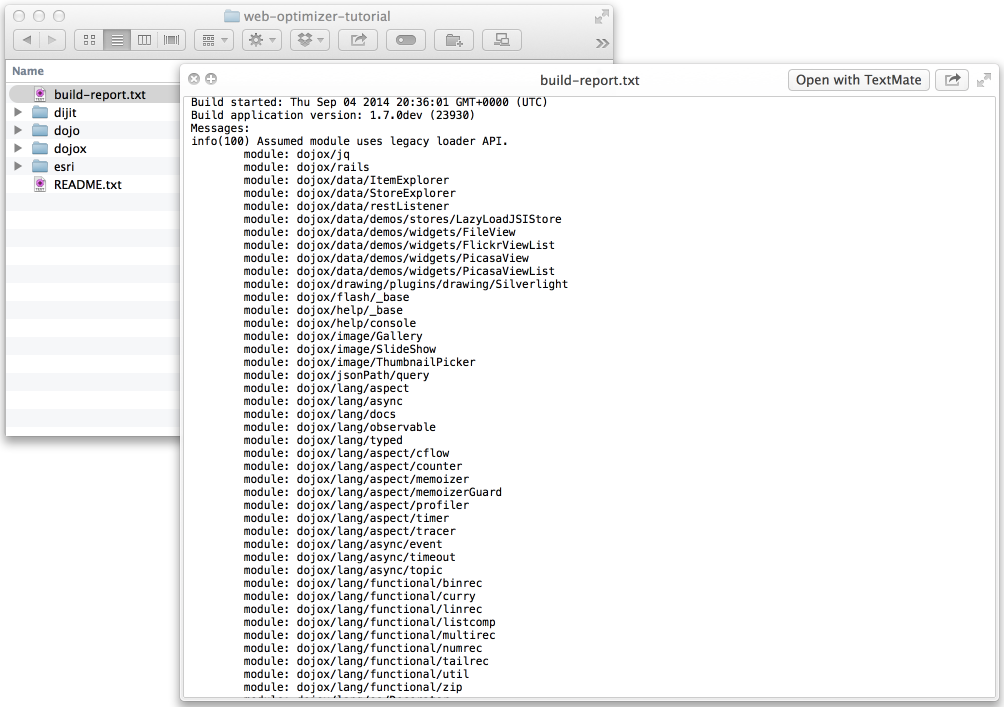 web-optimizer-tutorial
Name
build-report.txt
dijit
dojo
dojox
esri
README.txt
build-report.txt
Open with TextMate
Build started: Thu Sep 04 2014 20:36:01 GMT+0000 (UTC)
Build application version: 1.7.0dev (23930)
Messages:
info(100) Assumed module uses legacy loader API.
module: dojox/jq
module: dojox/rails
module: dojox/data/ItemExplorer
module: dojox/data/StoreExplorer
module: dojox/data/restListener
module: dojox/data/demos/stores/LazyLoadJSIStore
module: dojox/data/demos/widgets/FileView
module: dojox/data/demos/widgets/FlickrViewList
module: dojox/data/demos/widgets/PicasaView
module: dojox/data/demos/widgets/PicasaViewList
module: dojox/drawing/plugins/drawing/Silverlight
module: dojox/flash/_base
module: dojox/help/_base
module: dojox/help/console
module: dojox/image/Gallery
module: dojox/image/SlideShow
module: dojox/image/ThumbnailPicker
module: dojox/jsonPath/query
module: dojox/lang/aspect
module: dojox/lang/async
module: dojox/lang/docs
module: dojox/lang/observable
module: dojox/lang/typed
module: dojox/lang/aspect/cflow
module: dojox/lang/aspect/counter
module: dojox/lang/aspect/memoizer
module: dojox/lang/aspect/memoizerGuard
module: dojox/lang/aspect/profiler
module: dojox/lang/aspect/timer
module: dojox/lang/aspect/tracer
module: dojox/lang/async/event
module: dojox/lang/async/timeout
module: dojox/lang/async/topic
module: dojox/lang/functional/binrec
module: dojox/lang/functional/curry
module: dojox/lang/functional/linrec
module: dojox/lang/functional/listcomp
module: dojox/lang/functional/multirec
module: dojox/lang/functional/numrec
module: dojox/lang/functional/tailrec
module: dojox/lang/functional/util
module: dojox/lang/functional/zip